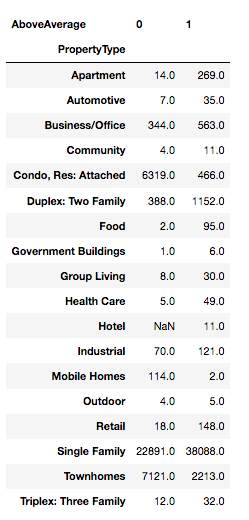 AboveAverage 0 1
PropertyType
Apartment 14.0 269.0
Automotive 7.0 35.0
Business/Office 344.0 563.0
Community 4.0 11.0
Condo, Res: Attached 6319.0 466.0
Duplex: Two Family 388.0 1152.0
Food 2.0 95.0
Government Buildings 1.0 6.0
Group Living 8.0 30.0
Health Care 5.0 49.0
Hotel NaN 11.0
Industrial 70.0 121.0
Mobile Homes 114.0 2.0
Outdoor 4.0 5.0
Retail 18.0 148.0
Single Family 22891.0 38088.0
Townhomes 7121.0 2213.0
Triplex: Three Family 12.0 32.0